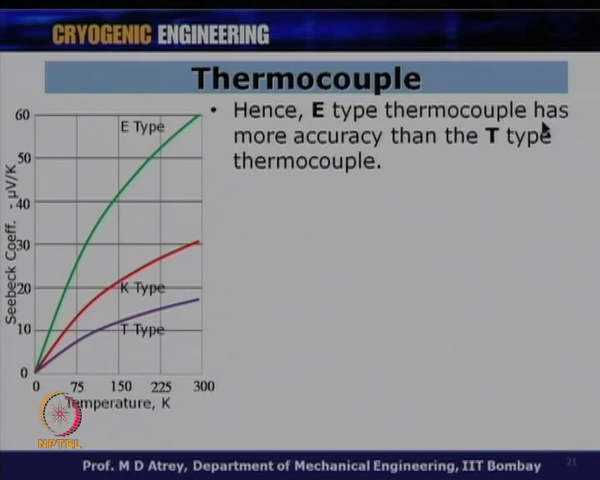 CRYOGENIC ENGINEERING
Thermocouple
• Hence, E type thermocouple has
more accuracy than the T type
thermocouple.
Seebeck Coeff. - μV/K
60
50
40
30
20
10
0
E Type
K Type
T Type
0 75 150 225 300
Temperature, K
NPTEL
21
Prof. M D Atrey, Department of Mechanical Engineering, IIT Bombay